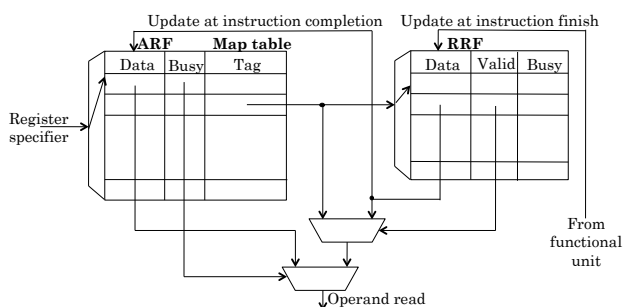 Update at instruction completion
Update at instruction finish
ARF
Map table
RRF
Data
Busy
Tag
Data
Valid
Busy
Register
specifier
From
functional
unit
Operand read